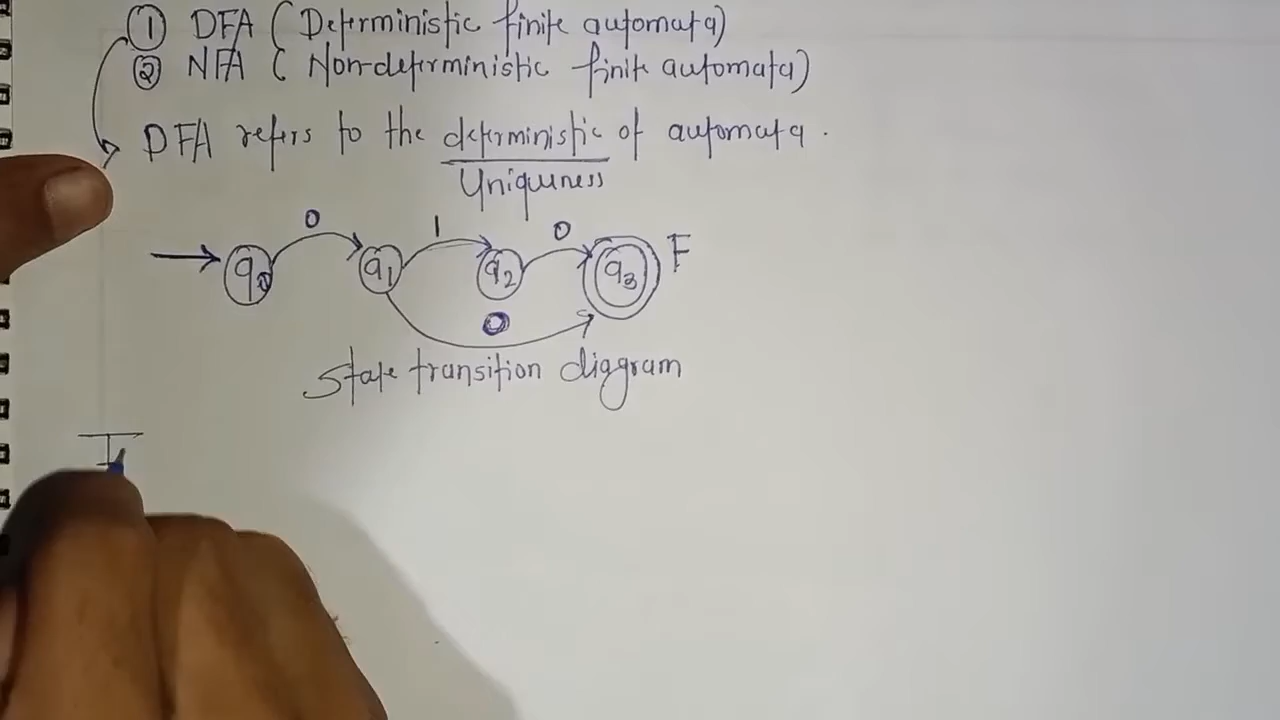 ① DFA ( Deterministic finite automata)
② NFA ( Non-deterministic finite automata)
DFA refers to the deterministic of automata.
Uniquness
0 1 0
q0 q1 q2 q3 F
0
State transition diagram